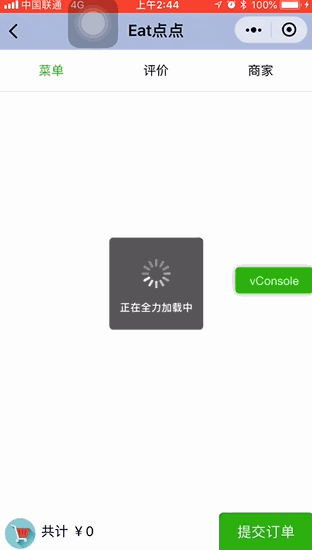 中国联通 4G 上午2:44 100%
Eat点点
菜单 评价 商家
vConsole
正在全力加载中
共计 ￥0 提交订单